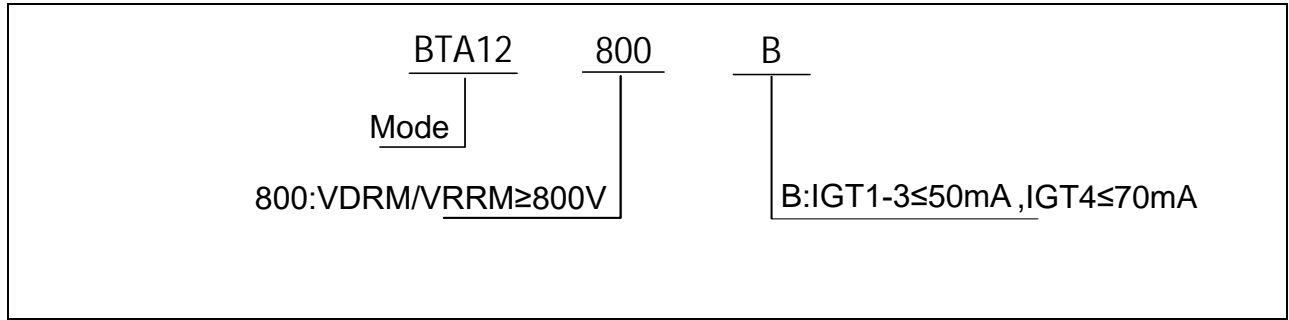 BTA12 800 B
Mode
800:VDRM/VRRM≥800V B:IGT1-3≤50mA ,IGT4≤70mA